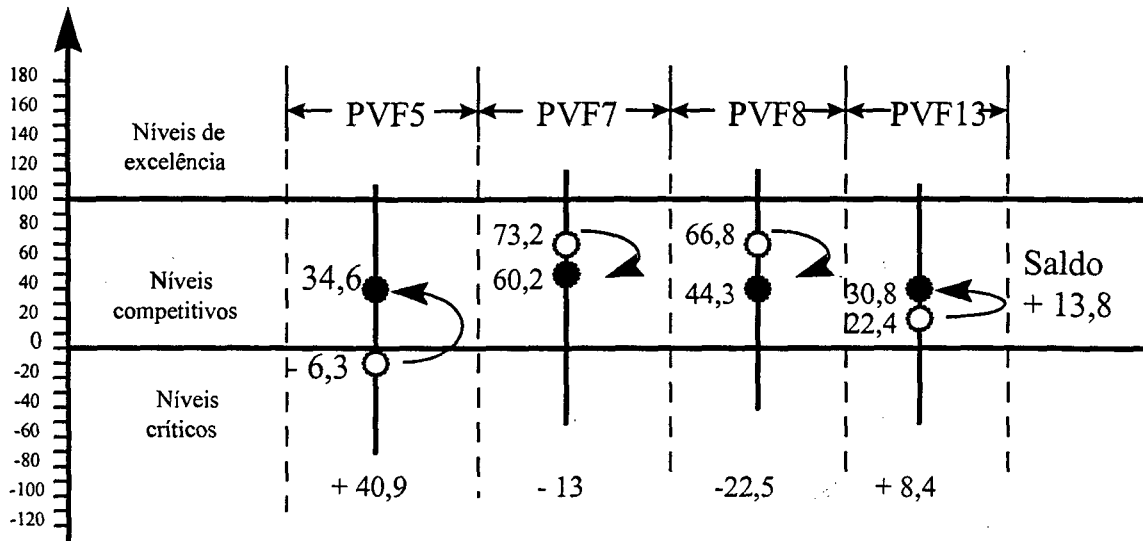 180
160
140
120
100
80
60
40
20
0
-20
-40
-60
-80
-100
-120
Níveis de
excelência
Níveis
competitivos
Níveis
críticos
PVF5
PVF7
PVF8
PVF13
34,6
- 6,3
73,2
60,2
66,8
44,3
30,8
22,4
Saldo
+ 13,8
+ 40,9
- 13
-22,5
+ 8,4